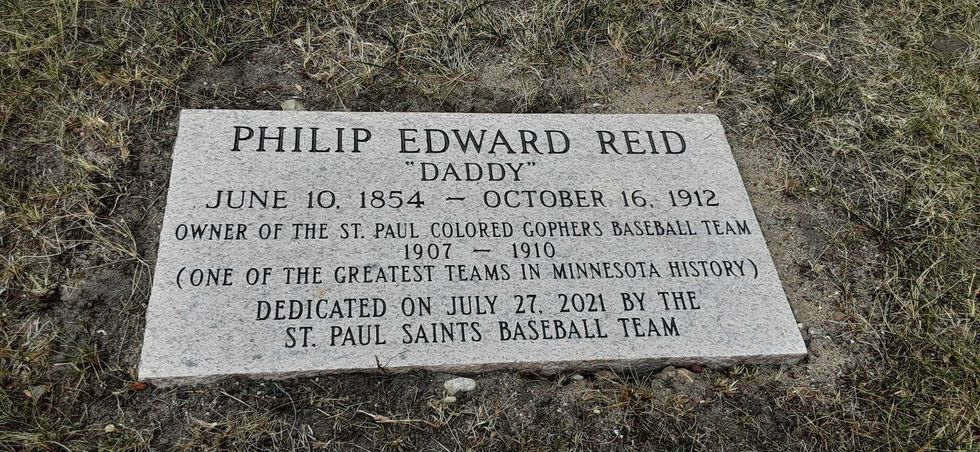 PHILIP EDWARD REID
"DADDY"
JUNE 10, 1854 – OCTOBER 16, 1912
OWNER OF THE ST. PAUL COLORED GOPHERS BASEBALL TEAM
1907 – 1910
(ONE OF THE GREATEST TEAMS IN MINNESOTA HISTORY)
DEDICATED ON JULY 27, 2021 BY THE
ST. PAUL SAINTS BASEBALL TEAM